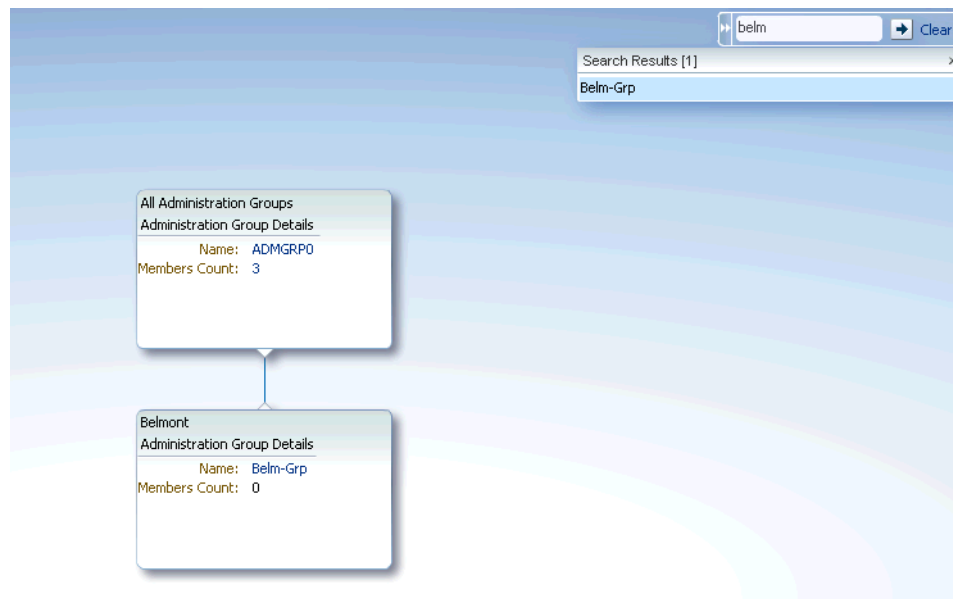 belm
Clear
Search Results [1]
Belm-Grp
All Administration Groups
Administration Group Details
Name: ADMGRP0
Members Count: 3
Belmont
Administration Group Details
Name: Belm-Grp
Members Count: 0